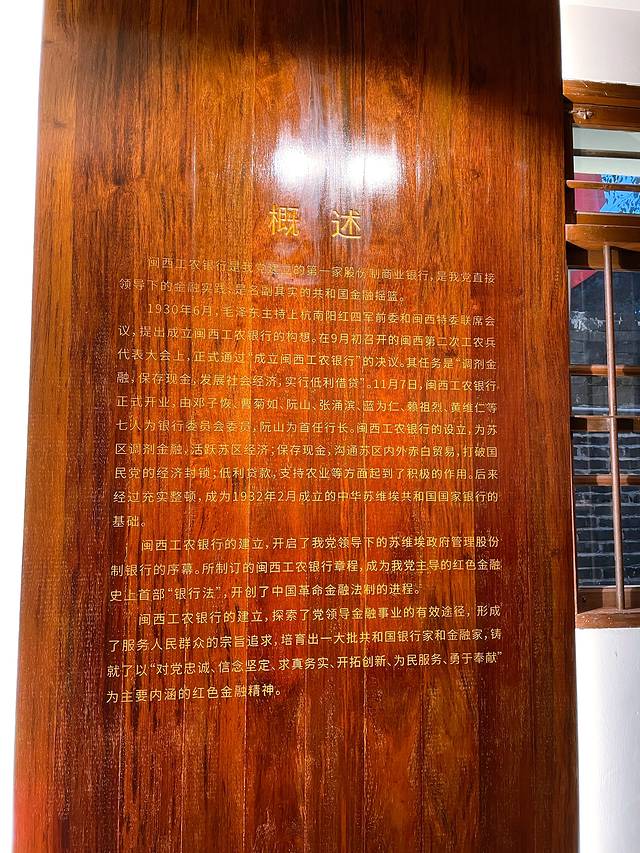 概 述
闽西工农银行是我党建立的第一家股份制商业银行，是我党直接
领导下的金融实践，是名副其实的共和国金融摇篮。
1930年6月，毛泽东主持上杭南阳红四军前委和闽西特委联席会
议，提出成立闽西工农银行的构想。在9月初召开的闽西第二次工农兵
代表大会上，正式通过“成立闽西工农银行”的决议。其任务是“调剂金
融，保存现金，发展社会经济，实行低利借贷”。11月7日，闽西工农银行
正式开业，由邓子恢、曹菊如、阮山、张涌滨、蓝为仁、赖祖烈、黄维仁等
七人为银行委员会委员，阮山为首任行长。闽西工农银行的设立，为苏
区调剂金融，活跃苏区经济；保存现金，沟通苏区内外赤白贸易，打破国
民党的经济封锁；低利贷款，支持农业等方面起到了积极的作用。后来
经过充实整顿，成为1932年2月成立的中华苏维埃共和国国家银行的
基础。
闽西工农银行的建立，开启了我党领导下的苏维埃政府管理股份
制银行的序幕。所制订的闽西工农银行章程，成为我党主导的红色金融
史上首部“银行法”，开创了中国革命金融法制的进程。
闽西工农银行的建立，探索了党领导金融事业的有效途径，形成
了服务人民群众的宗旨追求，培育出一大批共和国银行家和金融家，铸
就了以“对党忠诚、信念坚定、求真务实、开拓创新、为民服务、勇于奉献”
为主要内涵的红色金融精神。